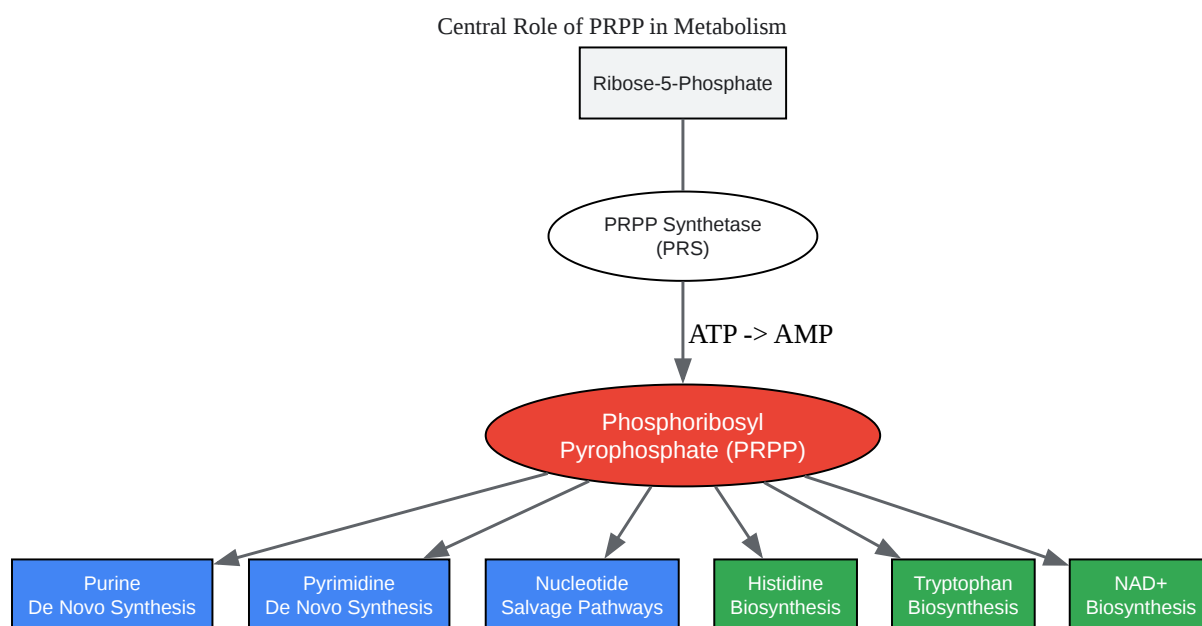 Central Role of PRPP in Metabolism
Ribose-5-Phosphate
PRPP Synthetase
(PRS)
ATP -> AMP
Phosphoribosyl
Pyrophosphate (PRPP)
Purine
De Novo Synthesis
Pyrimidine
De Novo Synthesis
Nucleotide
Salvage Pathways
Histidine
Biosynthesis
Tryptophan
Biosynthesis
NAD+
Biosynthesis